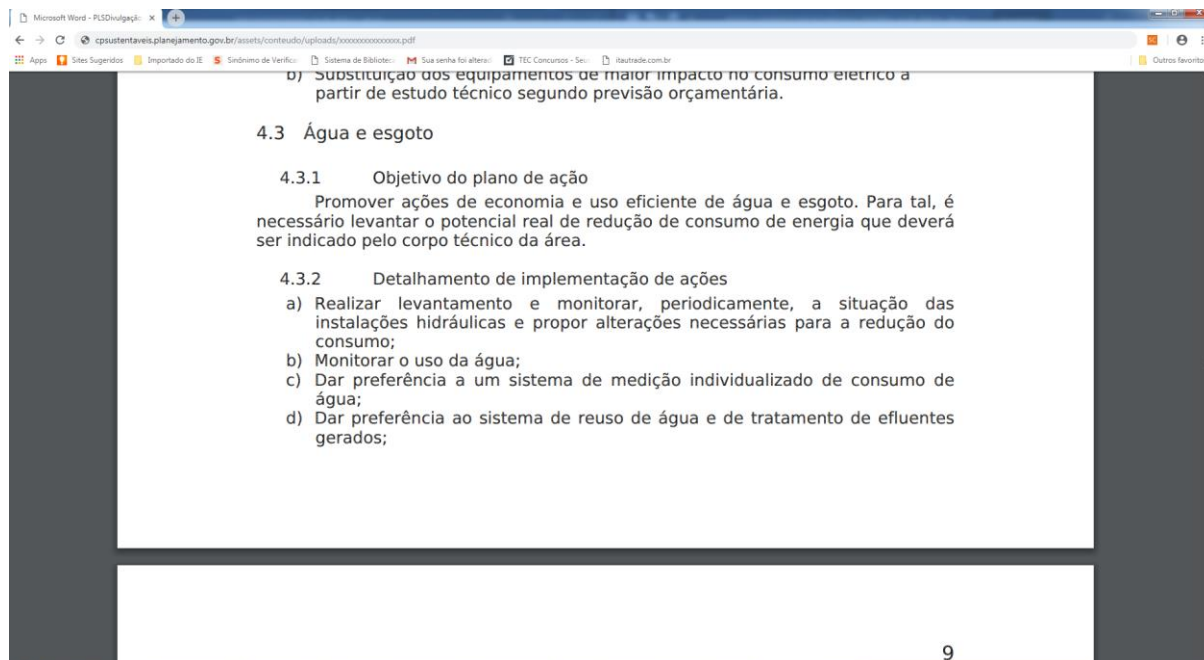 Microsoft Word - PLSDivulgaçã
cpsustentaveis.planejamento.gov.br/assets/conteudo/uploads/xxxxxxxxxxxxxx.pdf
Apps Sites Sugeridos Importado do IE Sinônimo de Verifico Sistema de Bibliotec Sua senha foi alterad TEC Concursos - Seu itautrade.com.br Outros favorito
b) Substituição dos equipamentos de maior impacto no consumo elétrico a
partir de estudo técnico segundo previsão orçamentária.
4.3 Água e esgoto
4.3.1 Objetivo do plano de ação
Promover ações de economia e uso eficiente de água e esgoto. Para tal, é
necessário levantar o potencial real de redução de consumo de energia que deverá
ser indicado pelo corpo técnico da área.
4.3.2 Detalhamento de implementação de ações
a) Realizar levantamento e monitorar, periodicamente, a situação das
instalações hidráulicas e propor alterações necessárias para a redução do
consumo;
b) Monitorar o uso da água;
c) Dar preferência a um sistema de medição individualizado de consumo de
água;
d) Dar preferência ao sistema de reuso de água e de tratamento de efluentes
gerados;
9